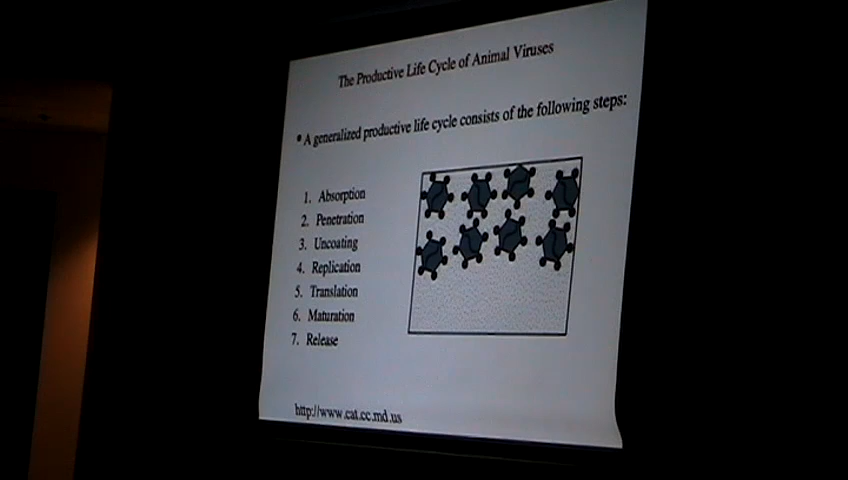 The Productive Life Cycle of Animal Viruses
• A generalized productive life cycle consists of the following steps:
1. Absorption
2. Penetration
3. Uncoating
4. Replication
5. Translation
6. Maturation
7. Release
http://www.cat.cc.md.us